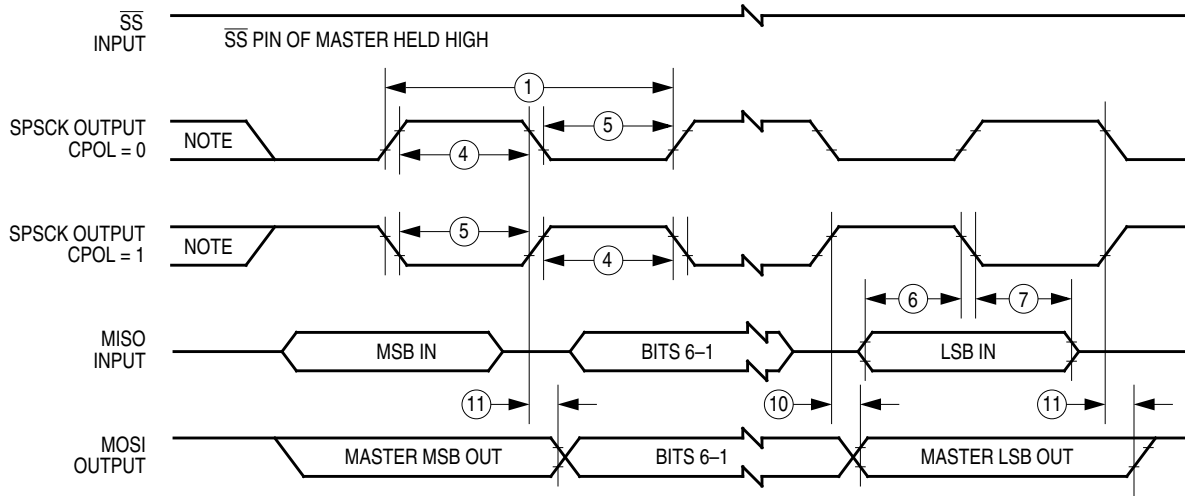 SS
INPUT
SS PIN OF MASTER HELD HIGH
1
SPSCK OUTPUT
CPOL = 0
NOTE
5
4
SPSCK OUTPUT
CPOL = 1
NOTE
5
4
6
7
MISO
INPUT
MSB IN
BITS 6–1
LSB IN
11
10
11
MOSI
OUTPUT
MASTER MSB OUT
BITS 6–1
MASTER LSB OUT